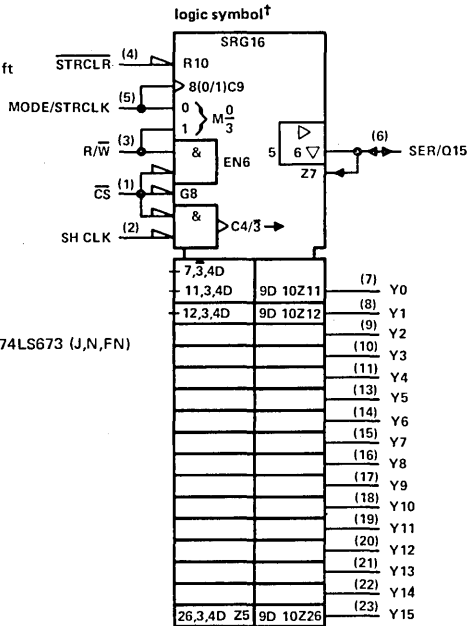 logic symbol†
SRG16
ft
STRCLR (4) R10
8(0/1)C9
MODE/STRCLK (5) 0
M 0/3
R/W (3) 1
& EN6
5 6 (6) SER/Q15
Z7
CS (1) G8
&
SH CLK (2) C4/3
7,3,4D
11,3,4D 9D 10Z11 (7) Y0
12,3,4D 9D 10Z12 (8) Y1
(9) Y2
74LS673 (J,N,FN)
(10) Y3
(11) Y4
(13) Y5
(14) Y6
(15) Y7
(16) Y8
(17) Y9
(18) Y10
(19) Y11
(20) Y12
(21) Y13
(22) Y14
26,3,4D Z5 9D 10Z26 (23) Y15